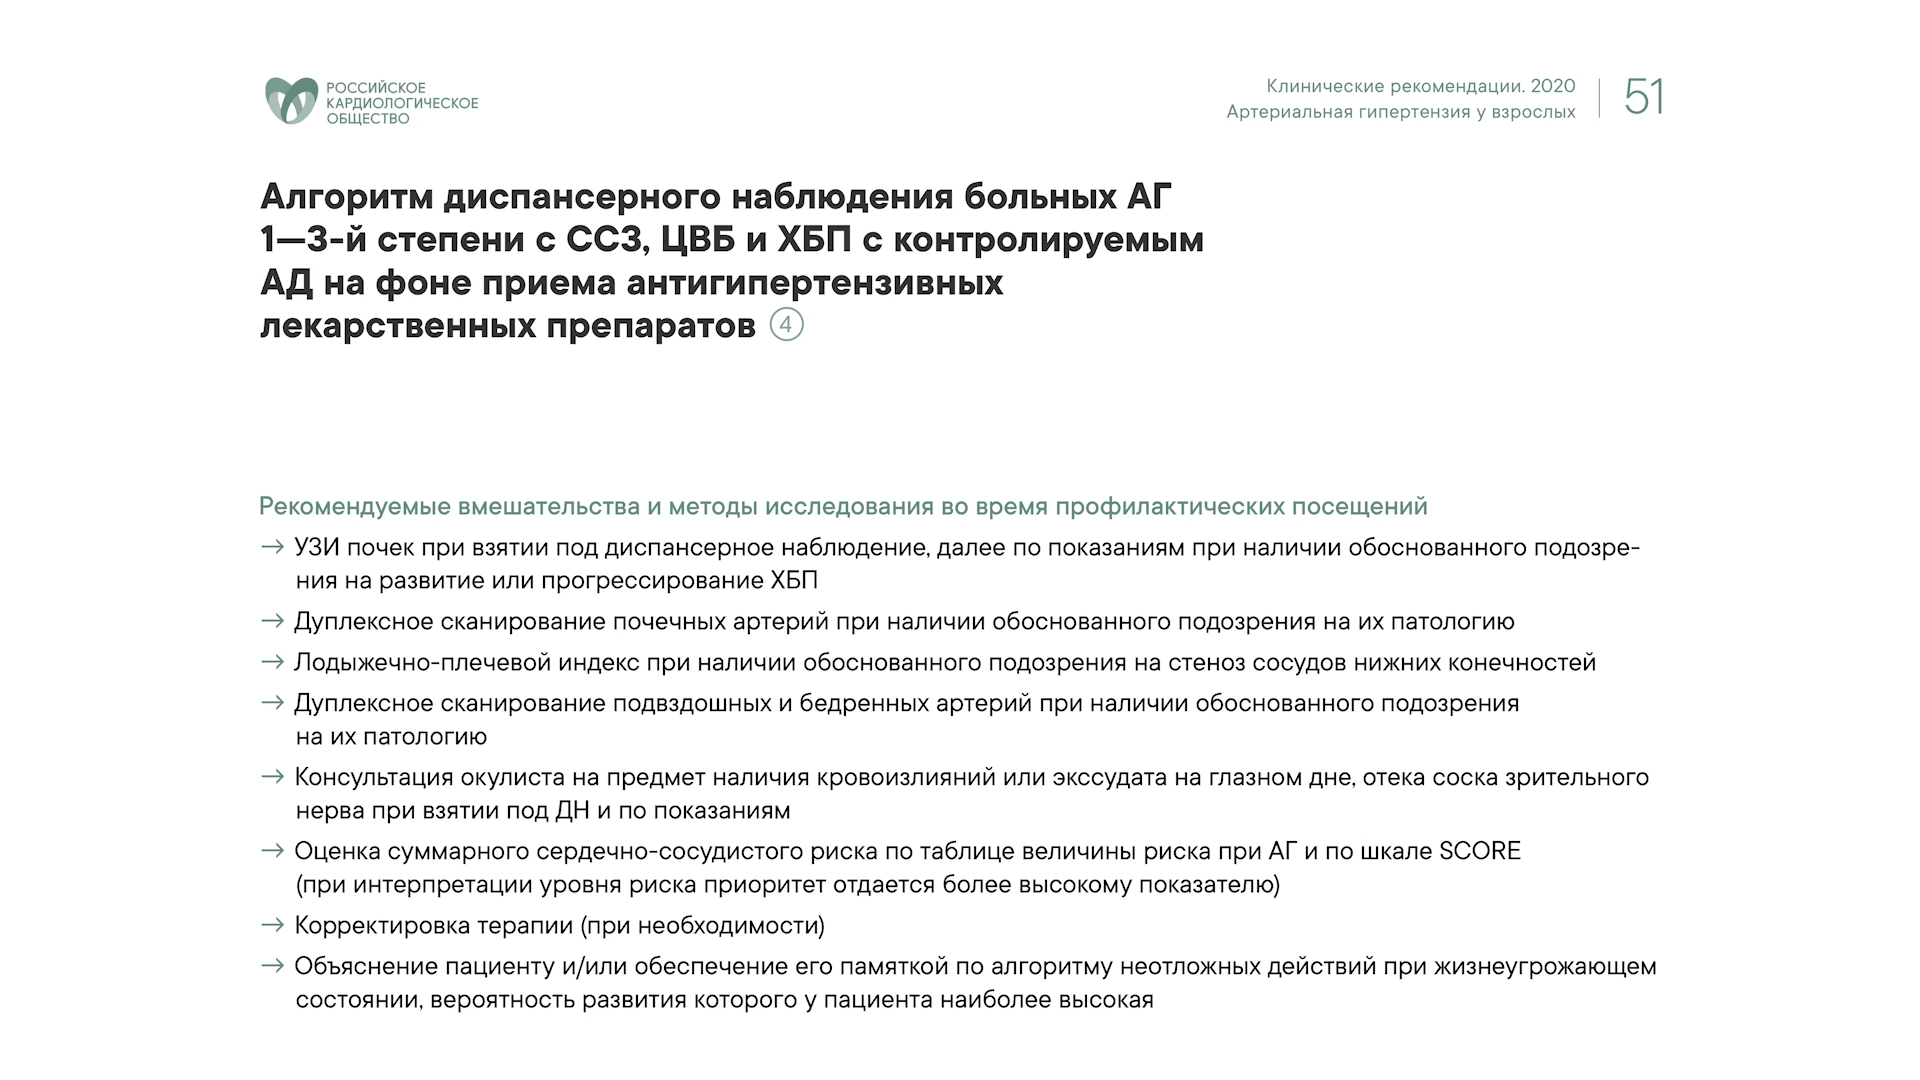 РОССИЙСКОЕ
КАРДИОЛОГИЧЕСКОЕ
ОБЩЕСТВО
Клинические рекомендации. 2020
Артериальная гипертензия у взрослых
51
Алгоритм диспансерного наблюдения больных АГ
1—3-й степени с ССЗ, ЦВБ и ХБП с контролируемым
АД на фоне приема антигипертензивных
лекарственных препаратов 4
Рекомендуемые вмешательства и методы исследования во время профилактических посещений
→ УЗИ почек при взятии под диспансерное наблюдение, далее по показаниям при наличии обоснованного подозре-
ния на развитие или прогрессирование ХБП
→ Дуплексное сканирование почечных артерий при наличии обоснованного подозрения на их патологию
→ Лодыжечно-плечевой индекс при наличии обоснованного подозрения на стеноз сосудов нижних конечностей
→ Дуплексное сканирование подвздошных и бедренных артерий при наличии обоснованного подозрения
на их патологию
→ Консультация окулиста на предмет наличия кровоизлияний или экссудата на глазном дне, отека соска зрительного
нерва при взятии под ДН и по показаниям
→ Оценка суммарного сердечно-сосудистого риска по таблице величины риска при АГ и по шкале SCORE
(при интерпретации уровня риска приоритет отдается более высокому показателю)
→ Корректировка терапии (при необходимости)
→ Объяснение пациенту и/или обеспечение его памяткой по алгоритму неотложных действий при жизнеугрожающем
состоянии, вероятность развития которого у пациента наиболее высокая